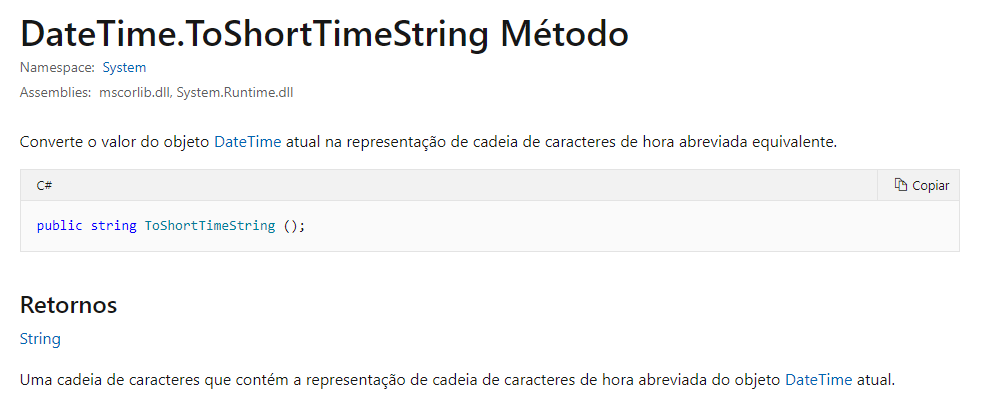 DateTime.ToShortTimeString Método
Namespace: System
Assemblies: mscorlib.dll, System.Runtime.dll
Converte o valor do objeto DateTime atual na representação de cadeia de caracteres de hora abreviada equivalente.
C# Copiar
public string ToShortTimeString ();
Retornos
String
Uma cadeia de caracteres que contém a representação de cadeia de caracteres de hora abreviada do objeto DateTime atual.